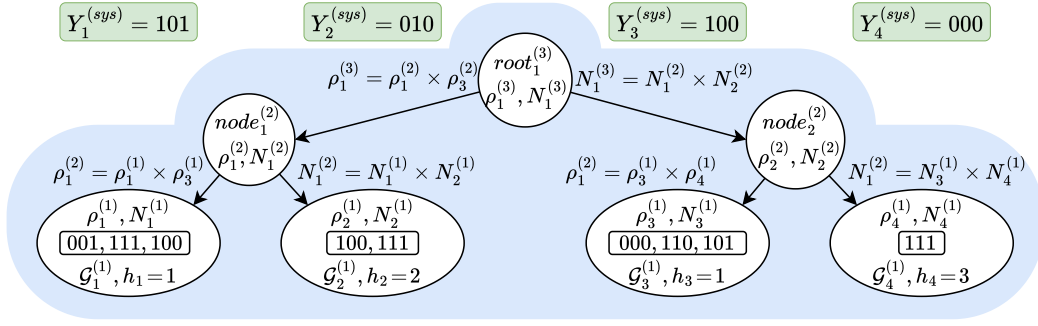 Y_1^{(sys)} = 101
Y_2^{(sys)} = 010
Y_3^{(sys)} = 100
Y_4^{(sys)} = 000
root_1^{(3)}
ρ_1^{(3)}, N_1^{(3)}
ρ_1^{(3)} = ρ_1^{(2)} × ρ_3^{(2)}
N_1^{(3)} = N_1^{(2)} × N_2^{(2)}
node_1^{(2)}
ρ_1^{(2)}, N_1^{(2)}
node_2^{(2)}
ρ_2^{(2)}, N_2^{(2)}
ρ_1^{(2)} = ρ_1^{(1)} × ρ_3^{(1)}
N_1^{(2)} = N_1^{(1)} × N_2^{(1)}
ρ_1^{(2)} = ρ_3^{(1)} × ρ_4^{(1)}
N_1^{(2)} = N_3^{(1)} × N_4^{(1)}
ρ_1^{(1)}, N_1^{(1)}
001, 111, 100
𝒢_1^{(1)}, h_1 = 1
ρ_2^{(1)}, N_2^{(1)}
100, 111
𝒢_2^{(1)}, h_2 = 2
ρ_3^{(1)}, N_3^{(1)}
000, 110, 101
𝒢_3^{(1)}, h_3 = 1
ρ_4^{(1)}, N_4^{(1)}
111
𝒢_4^{(1)}, h_4 = 3